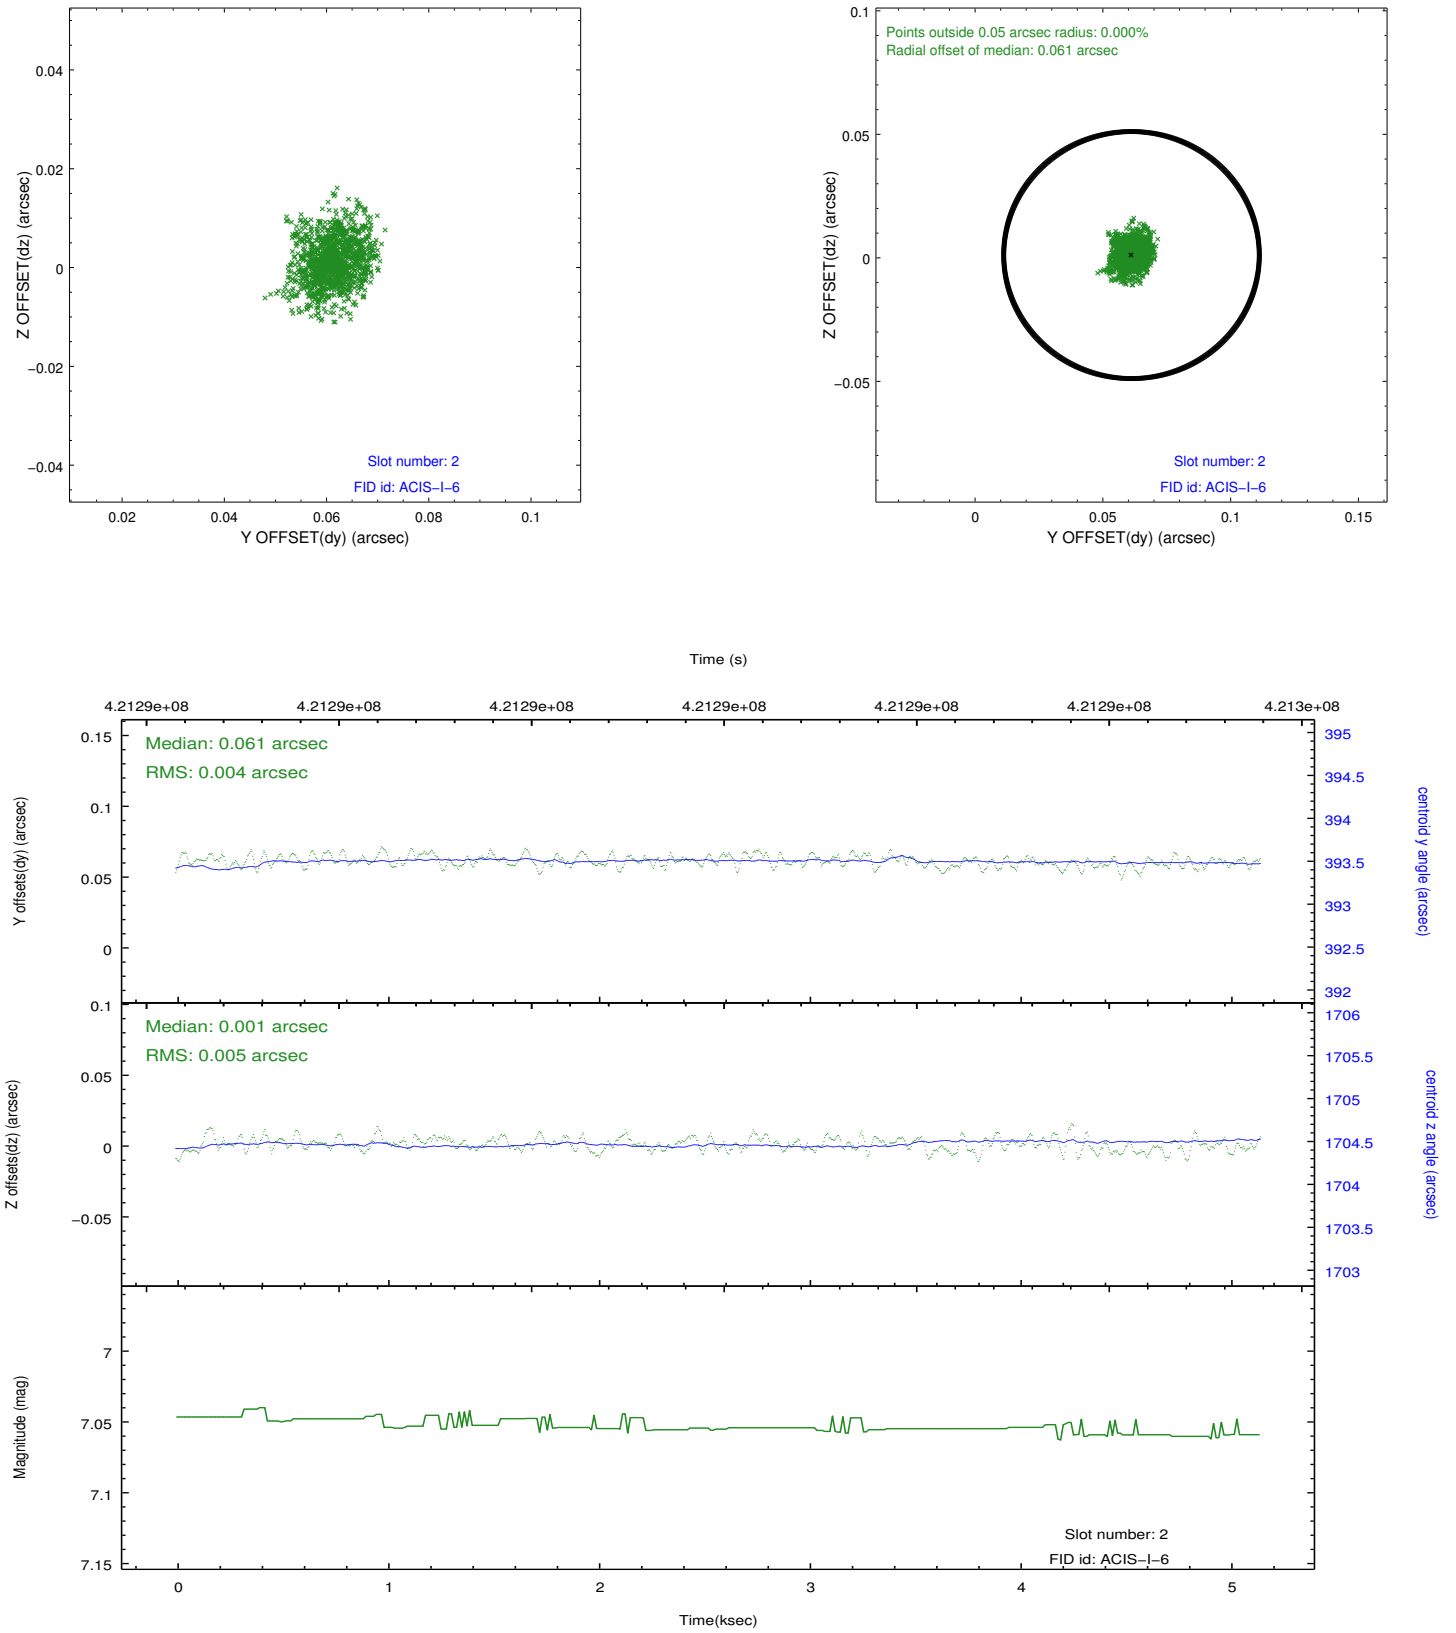 0.04
0.02
0
−0.02
−0.04
Z OFFSET(dz) (arcsec)
Slot number: 2
FID id: ACIS−I−6
0.02 0.04 0.06 0.08 0.1
Y OFFSET(dy) (arcsec)
Points outside 0.05 arcsec radius: 0.000%
Radial offset of median: 0.061 arcsec
0.1
0.05
0
−0.05
Z OFFSET(dz) (arcsec)
Slot number: 2
FID id: ACIS−I−6
0 0.05 0.1 0.15
Y OFFSET(dy) (arcsec)
Time (s)
4.2129e+08 4.2129e+08 4.2129e+08 4.2129e+08 4.2129e+08 4.2129e+08 4.213e+08
Median: 0.061 arcsec
RMS: 0.004 arcsec
0.15
0.1
0.05
0
Y offsets(dy) (arcsec)
395
394.5
394
393.5
393
392.5
392
centroid y angle (arcsec)
Median: 0.001 arcsec
RMS: 0.005 arcsec
0.1
0.05
0
−0.05
Z offsets(dz) (arcsec)
1706
1705.5
1705
1704.5
1704
1703.5
1703
centroid z angle (arcsec)
7
7.05
7.1
7.15
Magnitude (mag)
Slot number: 2
FID id: ACIS−I−6
0 1 2 3 4 5
Time(ksec)